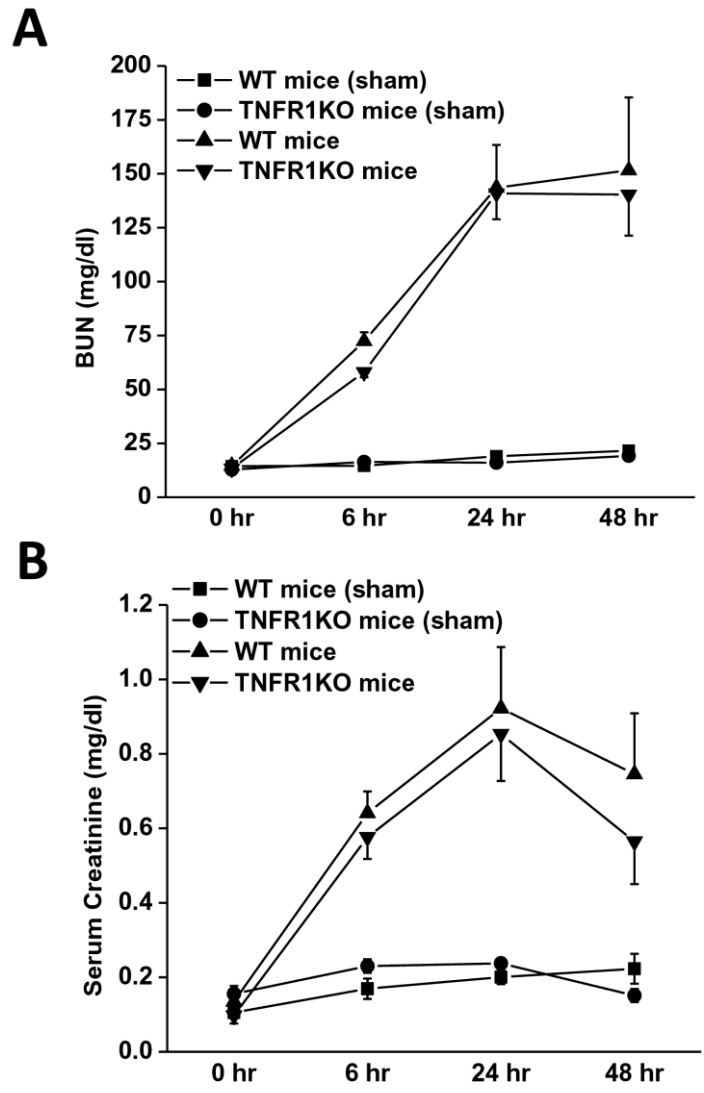 A
200
WT mice (sham)
175
TNFR1KO mice (sham)
WT mice
150
TNFR1KO mice
125
100
75
50
25
0
BUN (mg/dl)
0 hr 6 hr 24 hr 48 hr
B
WT mice (sham)
1.2
TNFR1KO mice (sham)
WT mice
1.0
TNFR1KO mice
0.8
0.6
0.4
0.2
0.0
Serum Creatinine (mg/dl)
0 hr 6 hr 24 hr 48 hr